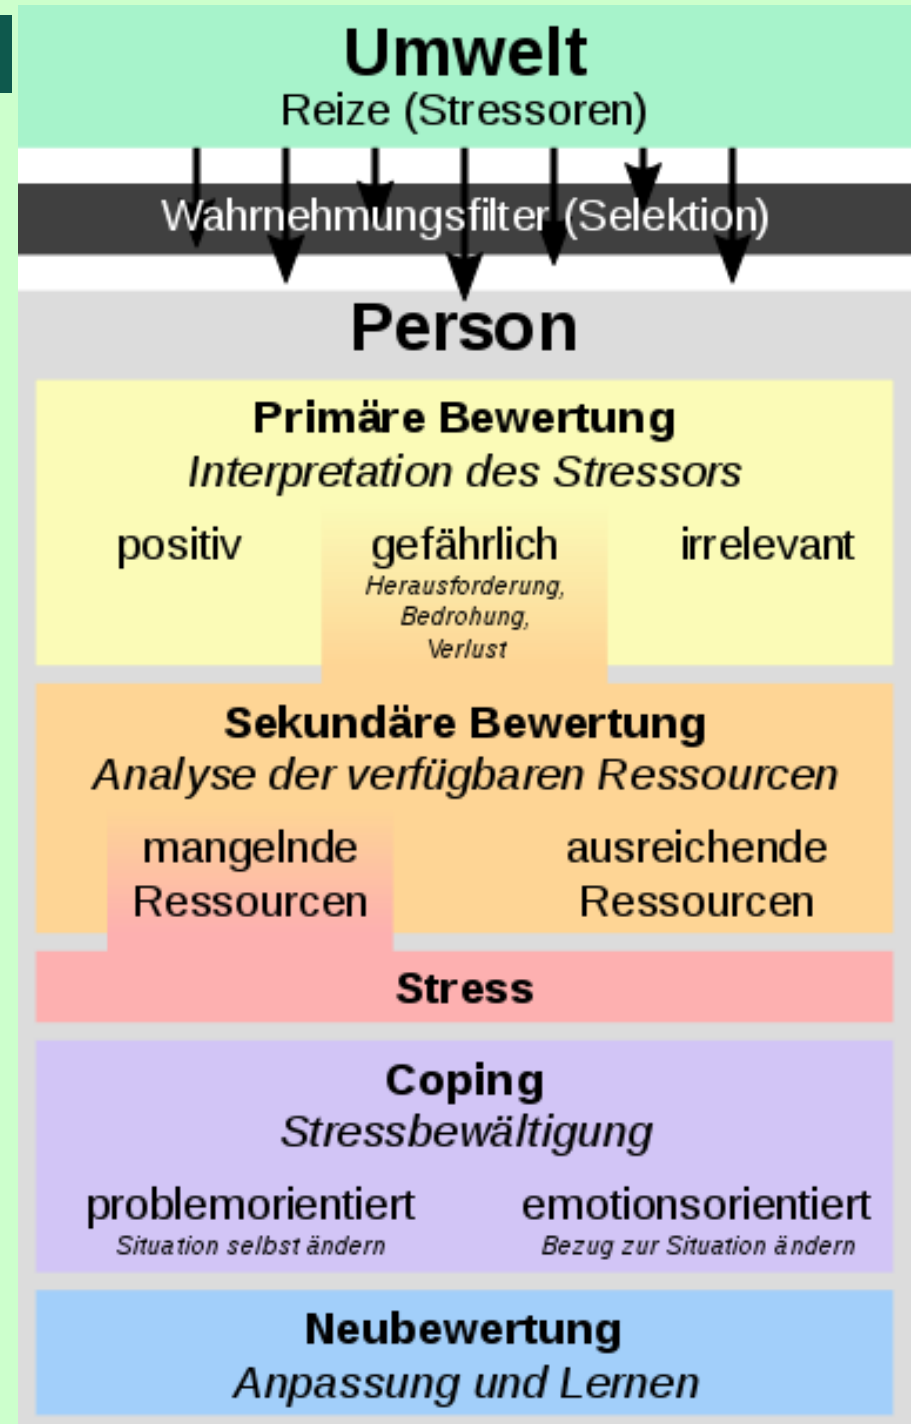 Umwelt
Reize (Stressoren)
Wahrnehmungsfilter (Selektion)
Person
Primäre Bewertung
Interpretation des Stressors
positiv gefährlich irrelevant
Herausforderung,
Bedrohung,
Verlust
Sekundäre Bewertung
Analyse der verfügbaren Ressourcen
mangelnde ausreichende
Ressourcen Ressourcen
Stress
Coping
Stressbewältigung
problemorientiert emotionsorientiert
Situation selbst ändern Bezug zur Situation ändern
Neubewertung
Anpassung und Lernen